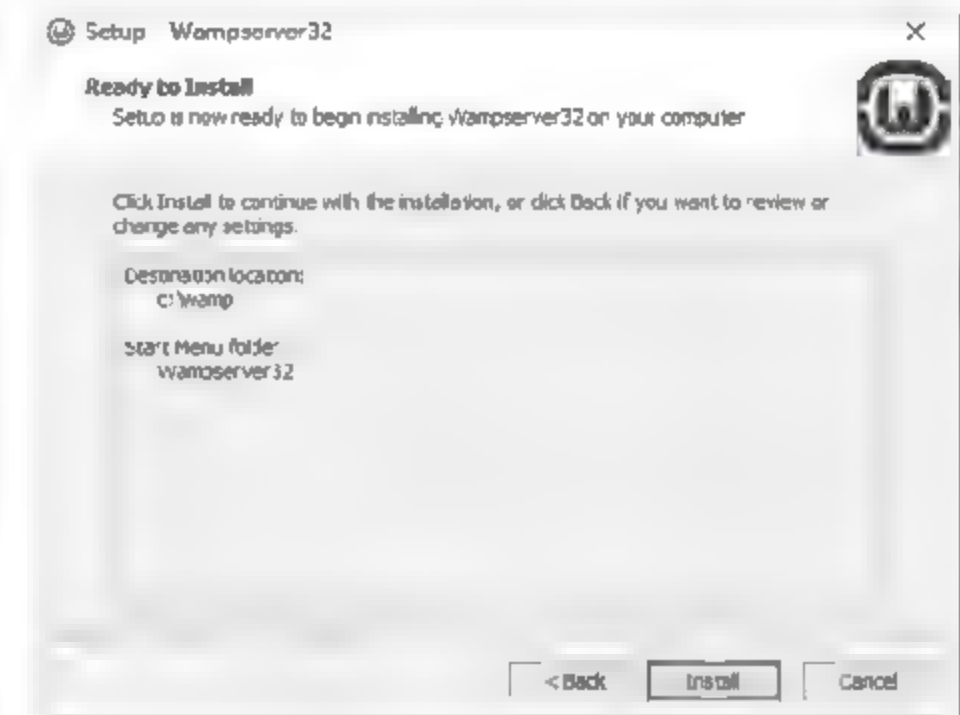 Setup Wampserver32
Ready to Install
Setup is now ready to begin installing Wampserver32 on your computer
Click Install to continue with the installation, or click Back if you want to review or
change any settings.
Destination location:
c:\wamp
Start Menu folder
Wampserver32
< Back
Install
Cancel